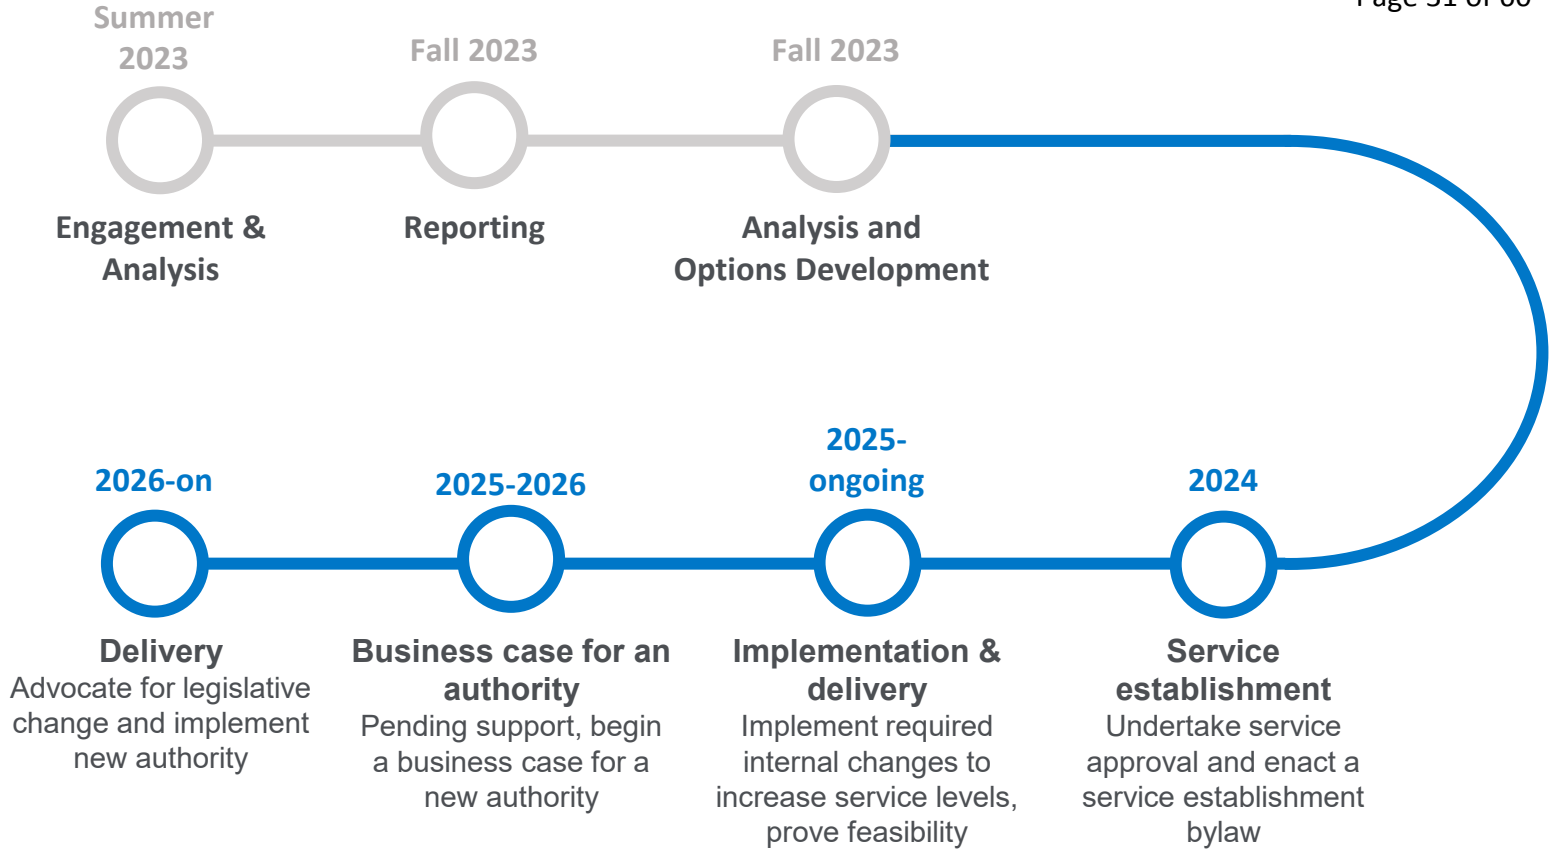 Summer
2023
Fall 2023
Fall 2023
Engagement &
Analysis
Reporting
Analysis and
Options Development
2026-on
2025-2026
2025-
ongoing
2024
Delivery
Advocate for legislative
change and implement
new authority
Business case for an
authority
Pending support, begin
a business case for a
new authority
Implementation &
delivery
Implement required
internal changes to
increase service levels,
prove feasibility
Service
establishment
Undertake service
approval and enact a
service establishment
bylaw